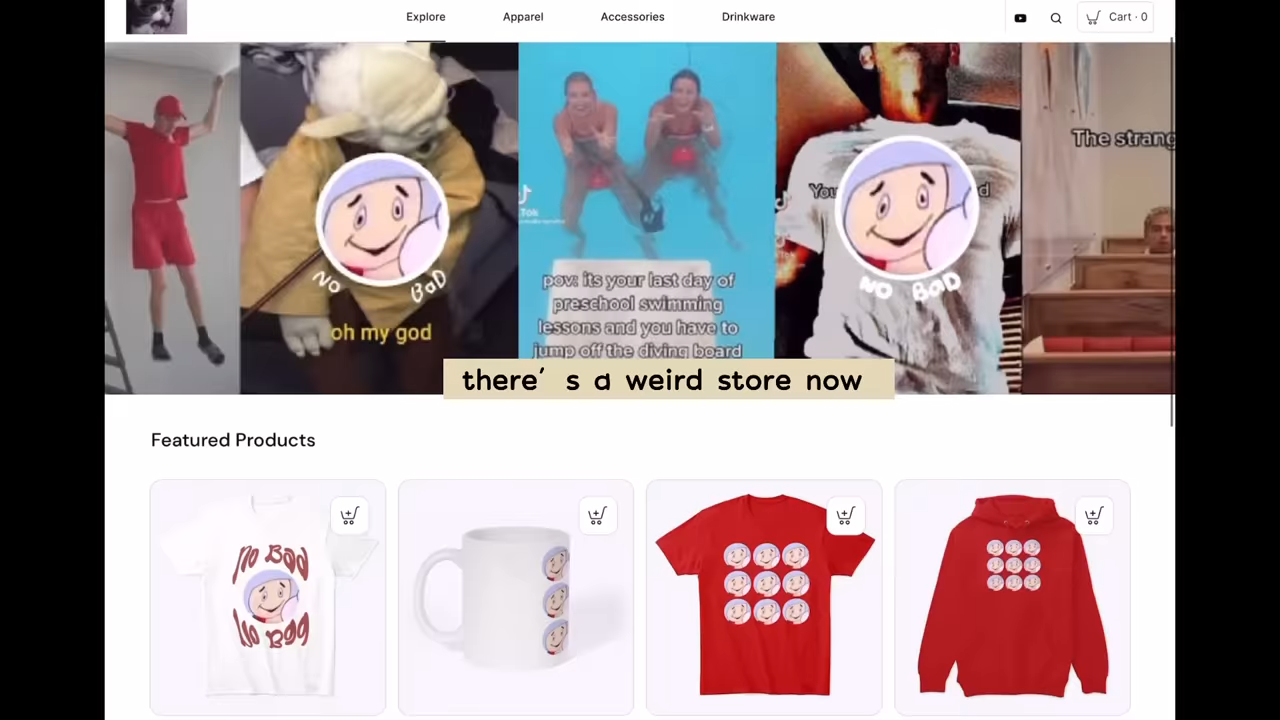 Explore
Apparel
Accessories
Drinkware
Cart · 0
The strang
You
d
NO BAD
NO BAD
oh my god
Tok
pov: its your last day of
preschool swimming
lessons and you have to
jump off the diving board
there's a weird store now
Featured Products
No Bad
No Bad